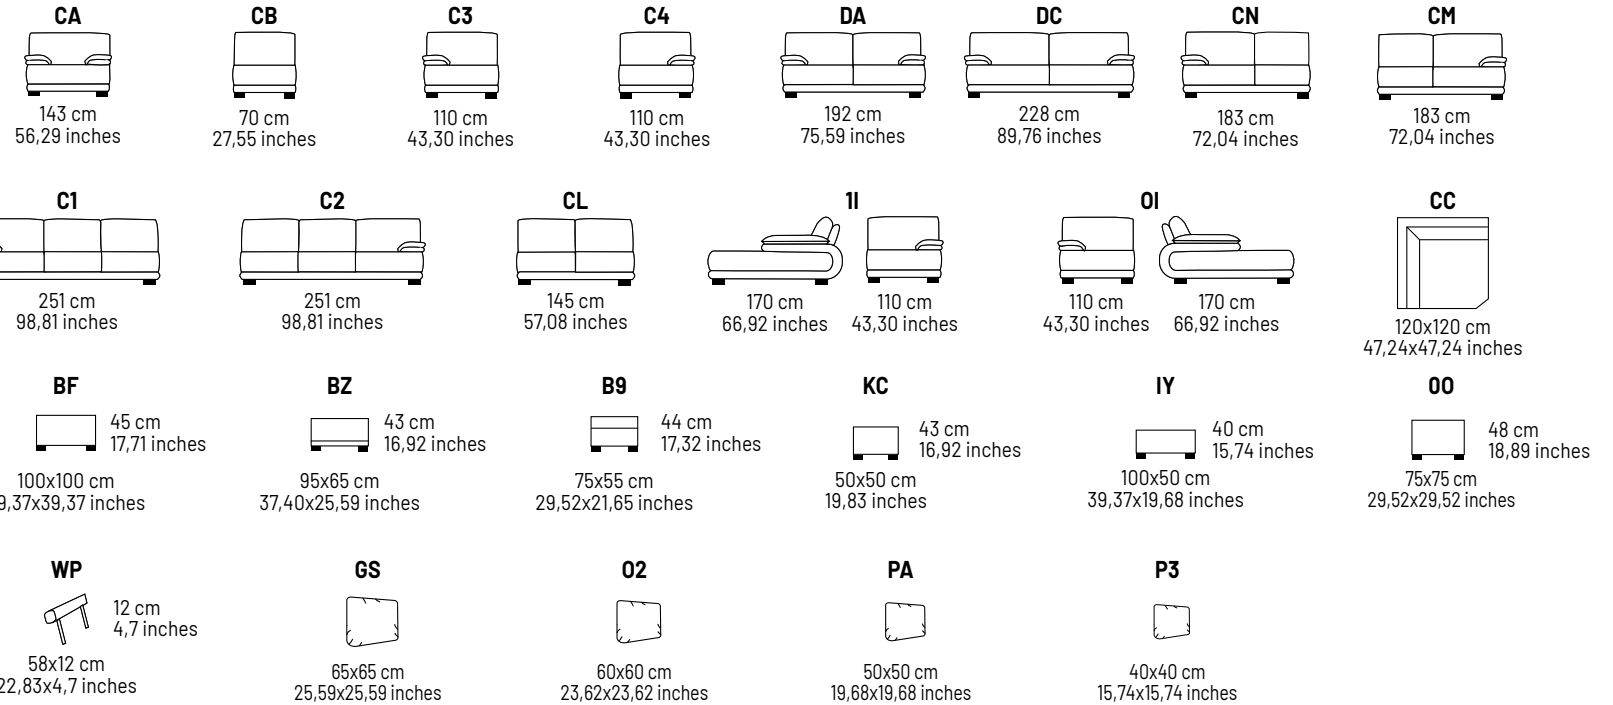 CA
143 cm
56,29 inches
CB
70 cm
27,55 inches
C3
110 cm
43,30 inches
C4
110 cm
43,30 inches
DA
192 cm
75,59 inches
DC
228 cm
89,76 inches
CN
183 cm
72,04 inches
CM
183 cm
72,04 inches
C1
251 cm
98,81 inches
C2
251 cm
98,81 inches
CL
145 cm
57,08 inches
1I
170 cm
66,92 inches
110 cm
43,30 inches
OI
110 cm
43,30 inches
170 cm
66,92 inches
CC
120x120 cm
47,24x47,24 inches
BF
45 cm
17,71 inches
100x100 cm
9,37x39,37 inches
BZ
43 cm
16,92 inches
95x65 cm
37,40x25,59 inches
B9
44 cm
17,32 inches
75x55 cm
29,52x21,65 inches
KC
43 cm
16,92 inches
50x50 cm
19,83 inches
IY
40 cm
15,74 inches
100x50 cm
39,37x19,68 inches
OO
48 cm
18,89 inches
75x75 cm
29,52x29,52 inches
WP
12 cm
4,7 inches
58x12 cm
22,83x4,7 inches
GS
65x65 cm
25,59x25,59 inches
O2
60x60 cm
23,62x23,62 inches
PA
50x50 cm
19,68x19,68 inches
P3
40x40 cm
15,74x15,74 inches